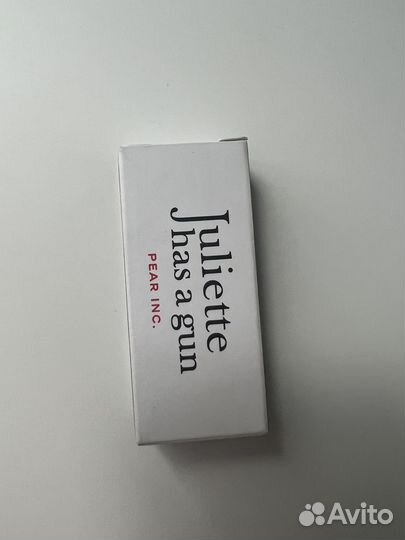 Juliette
has a gun
PEAR INC.
Avito